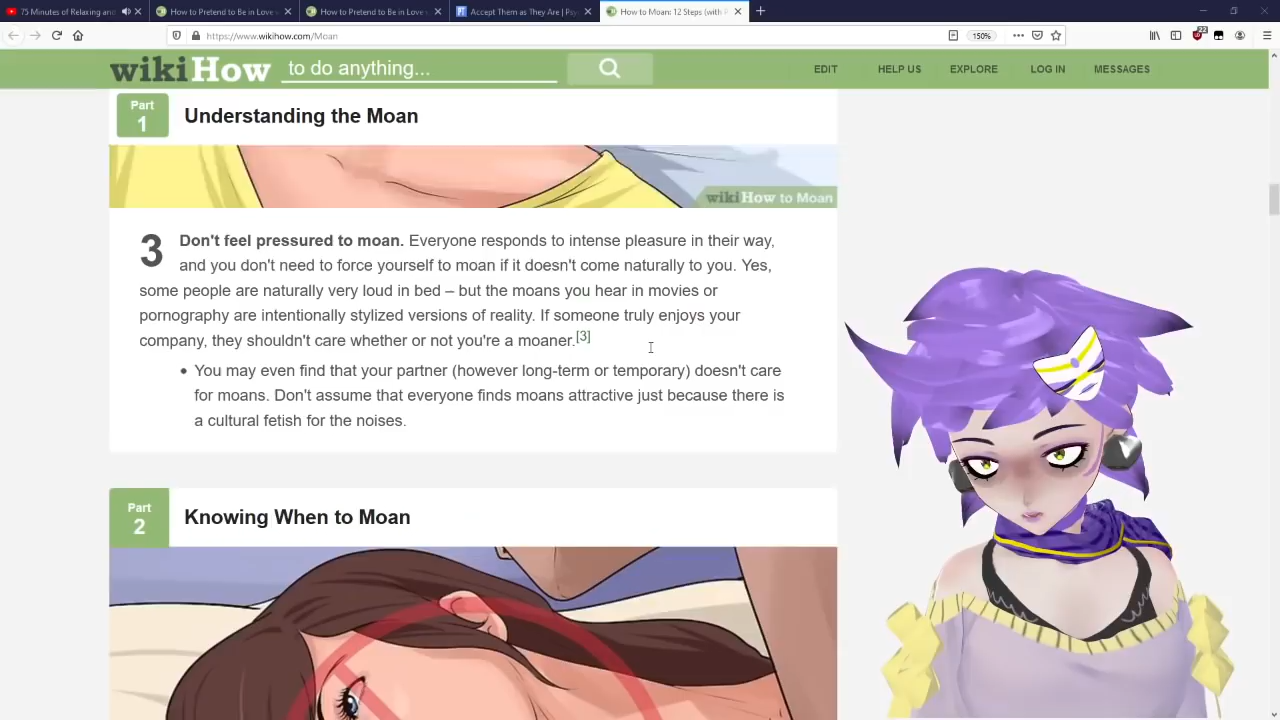 75 Minutes of Relaxing and
How to Pretend to Be in Love
How to Pretend to Be in Love
Accept Them as They Are | Psy
How to Moan: 12 Steps (with
https://www.wikihow.com/Moan
150%
wikiHow to do anything...
EDIT
HELP US
EXPLORE
LOG IN
MESSAGES
Part
1
Understanding the Moan
wikiHow to Moan
3 Don't feel pressured to moan. Everyone responds to intense pleasure in their way,
and you don't need to force yourself to moan if it doesn't come naturally to you. Yes,
some people are naturally very loud in bed – but the moans you hear in movies or
pornography are intentionally stylized versions of reality. If someone truly enjoys your
company, they shouldn't care whether or not you're a moaner.[3]
• You may even find that your partner (however long-term or temporary) doesn't care
for moans. Don't assume that everyone finds moans attractive just because there is
a cultural fetish for the noises.
Part
2
Knowing When to Moan